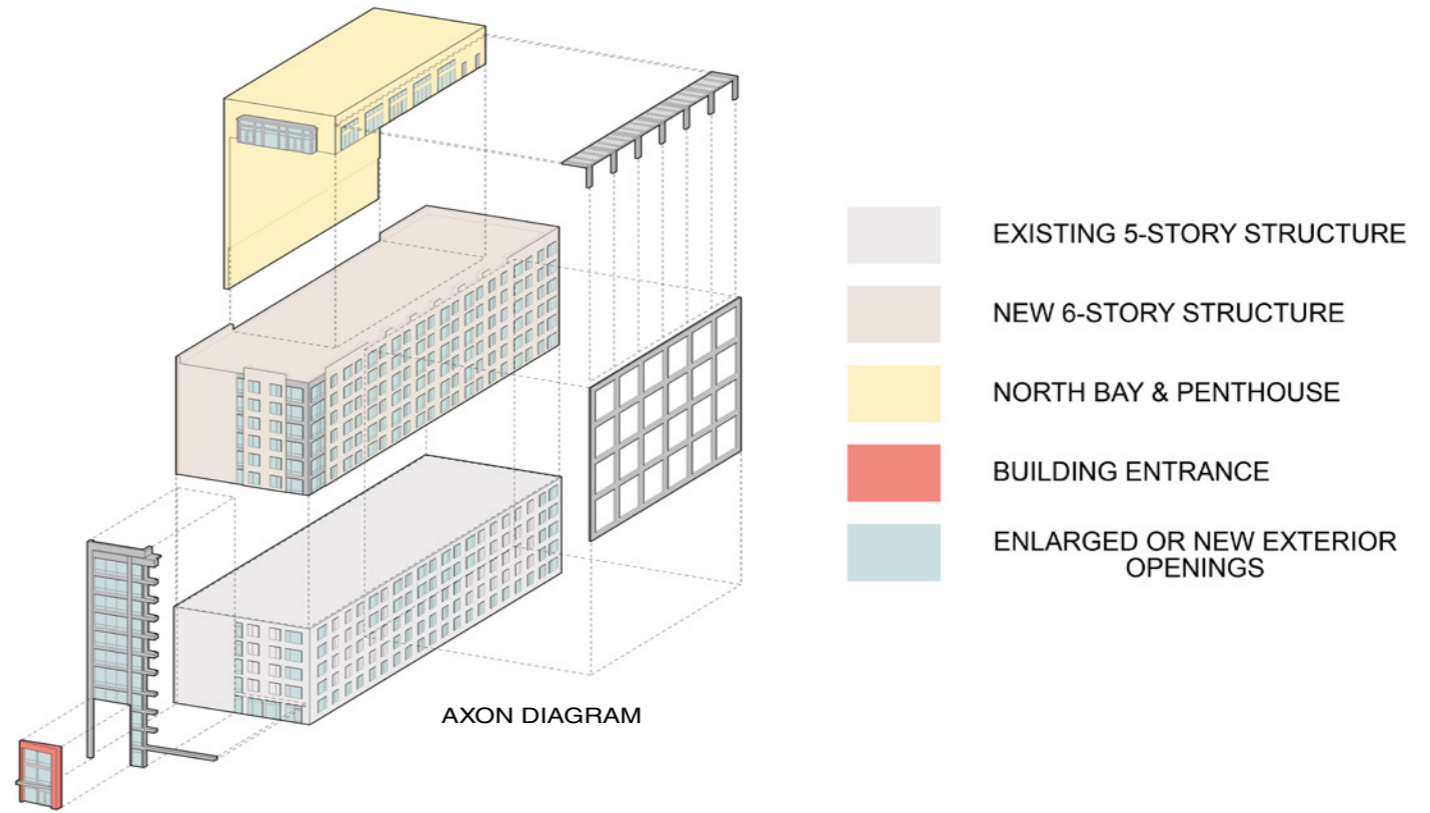 EXISTING 5-STORY STRUCTURE
NEW 6-STORY STRUCTURE
NORTH BAY & PENTHOUSE
BUILDING ENTRANCE
ENLARGED OR NEW EXTERIOR
OPENINGS
AXON DIAGRAM